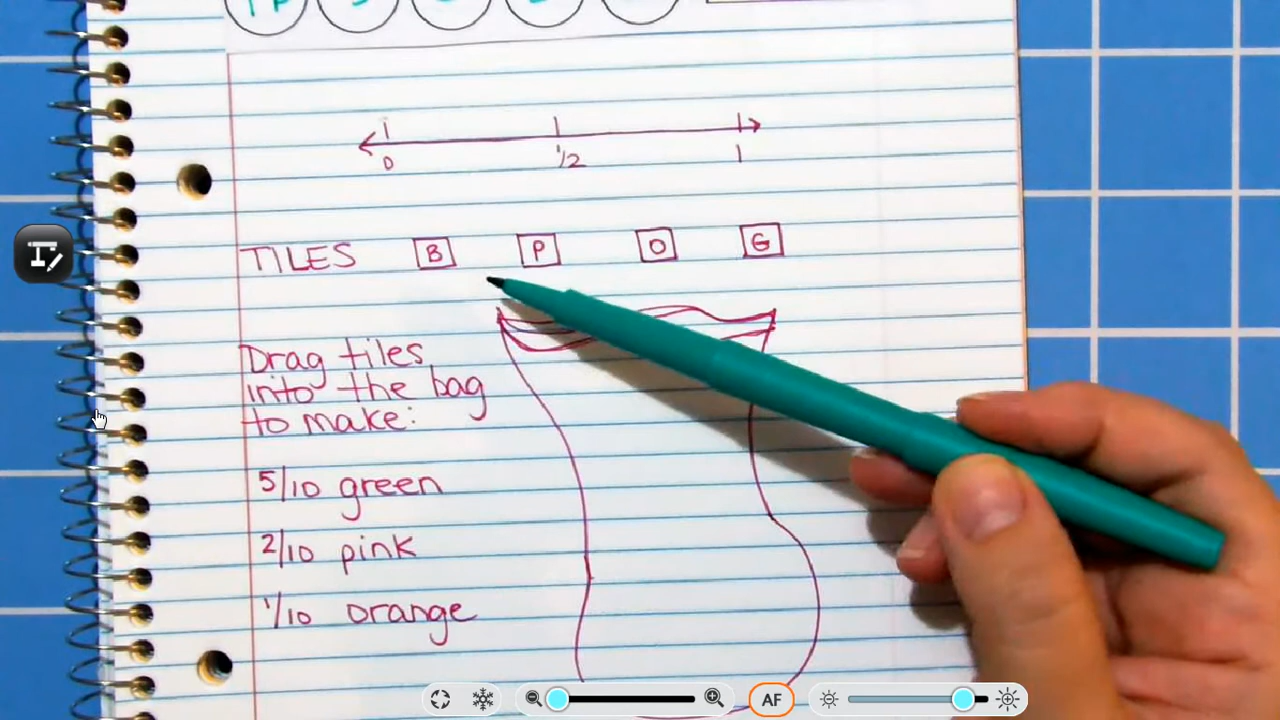 0 1/2 1
TILES B P O G
Drag tiles
into the bag
to make:
5/10 green
2/10 pink
1/10 orange
AF